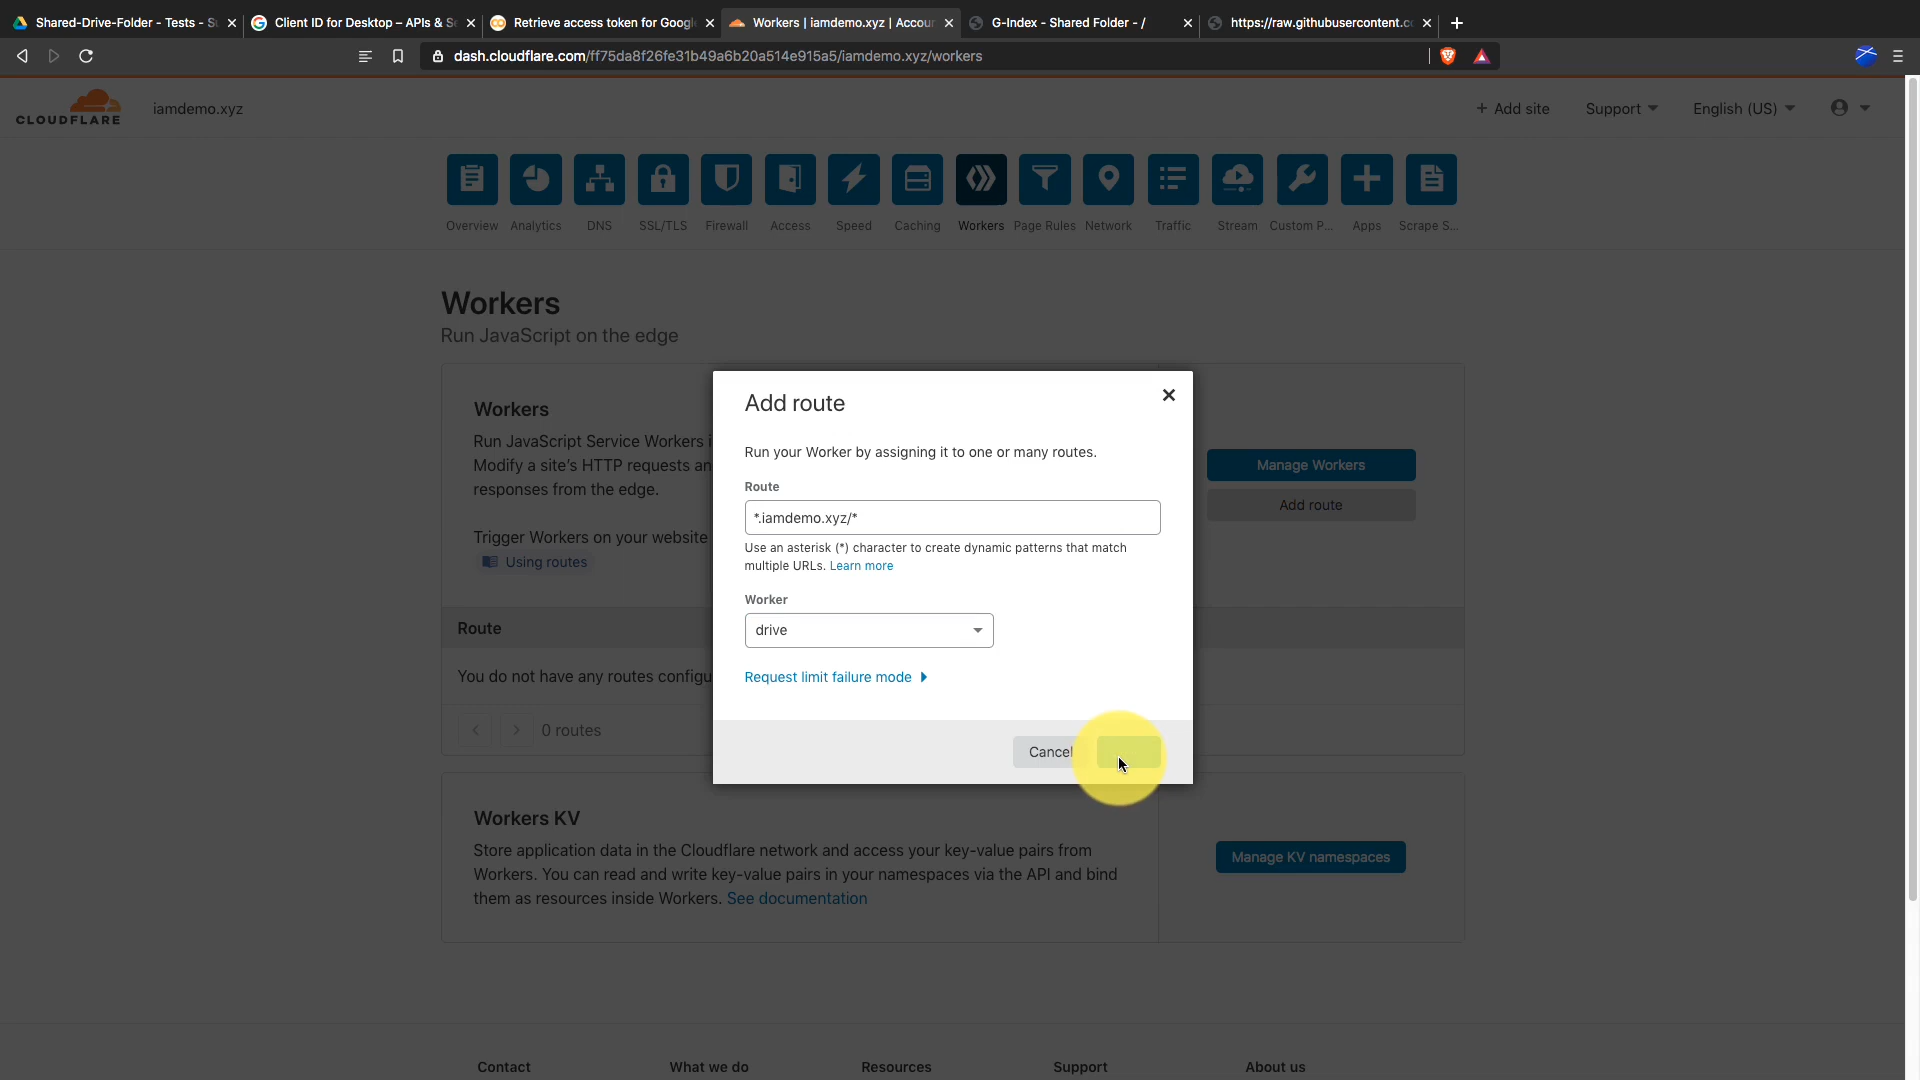 Shared-Drive-Folder - Tests - S
Client ID for Desktop – APIs & Se
Retrieve access token for Googl
Workers | iamdemo.xyz | Accou
G-Index - Shared Folder - /
https://raw.githubusercontent.c
dash.cloudflare.com/ff75da8f26fe31b49a6b20a514e915a5/iamdemo.xyz/workers
CLOUDFLARE
iamdemo.xyz
+ Add site
Support
English (US)
Overview
Analytics
DNS
SSL/TLS
Firewall
Access
Speed
Caching
Workers
Page Rules
Network
Traffic
Stream
Custom P...
Apps
Scrape S...
Workers
Run JavaScript on the edge
Workers
Run JavaScript Service Workers i
Modify a site's HTTP requests an
responses from the edge.
Trigger Workers on your website
Using routes
Manage Workers
Add route
Route
You do not have any routes configu
0 routes
Add route
Run your Worker by assigning it to one or many routes.
Route
*.iamdemo.xyz/*
Use an asterisk (*) character to create dynamic patterns that match
multiple URLs. Learn more
Worker
drive
Request limit failure mode
Cancel
Workers KV
Store application data in the Cloudflare network and access your key-value pairs from
Workers. You can read and write key-value pairs in your namespaces via the API and bind
them as resources inside Workers. See documentation
Manage KV namespaces
Contact
What we do
Resources
Support
About us